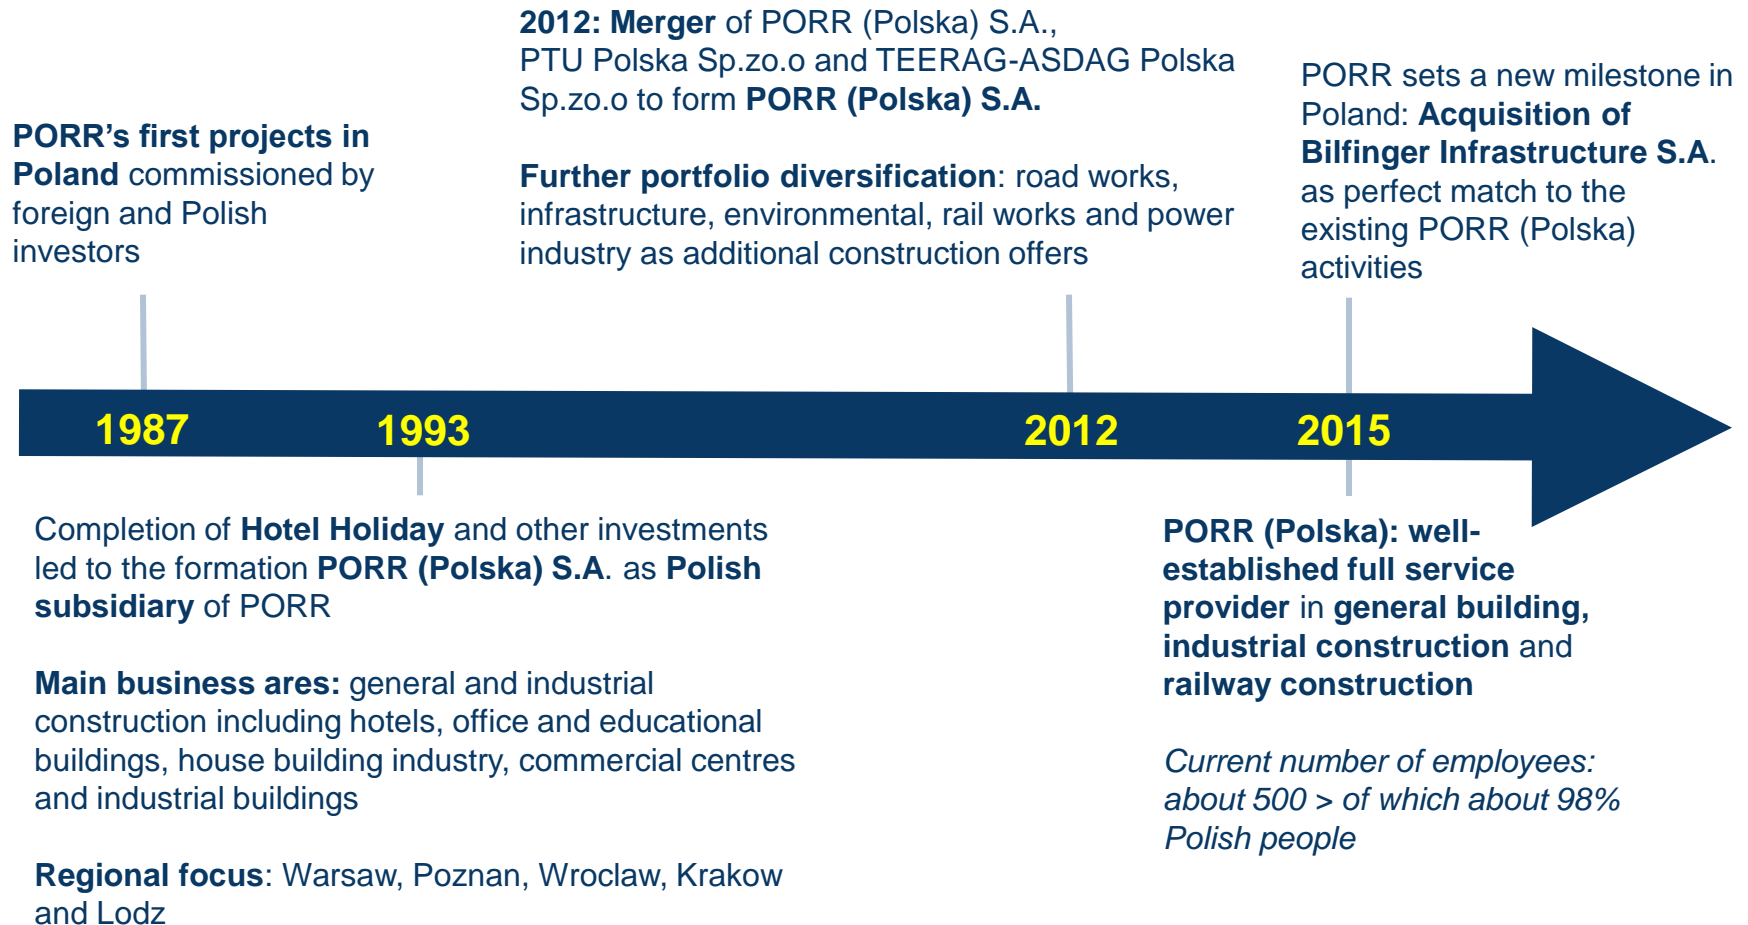 PORR’s first projects in
Poland commissioned by
foreign and Polish
investors
2012: Merger of PORR (Polska) S.A.,
PTU Polska Sp.zo.o and TEERAG-ASDAG Polska
Sp.zo.o to form PORR (Polska) S.A.
Further portfolio diversification: road works,
infrastructure, environmental, rail works and power
industry as additional construction offers
PORR sets a new milestone in
Poland: Acquisition of
Bilfinger Infrastructure S.A.
as perfect match to the
existing PORR (Polska)
activities
1987
1993
2012
2015
Completion of Hotel Holiday and other investments
led to the formation PORR (Polska) S.A. as Polish
subsidiary of PORR
Main business ares: general and industrial
construction including hotels, office and educational
buildings, house building industry, commercial centres
and industrial buildings
Regional focus: Warsaw, Poznan, Wroclaw, Krakow
and Lodz
PORR (Polska): well-
established full service
provider in general building,
industrial construction and
railway construction
Current number of employees:
about 500 > of which about 98%
Polish people